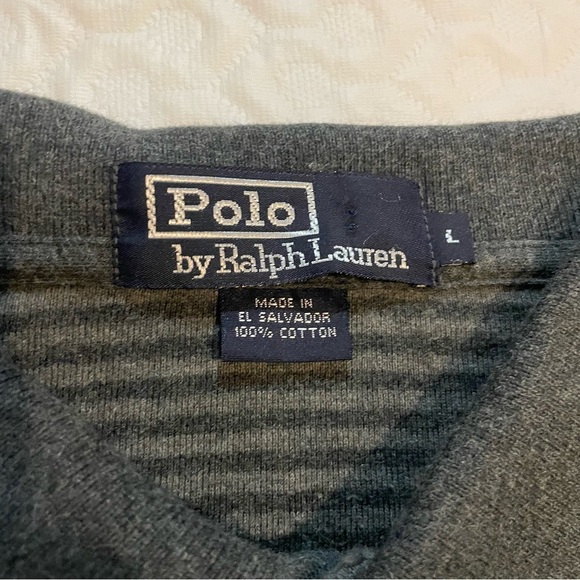 Polo
by Ralph Lauren
L
MADE IN
EL SALVADOR
100% COTTON